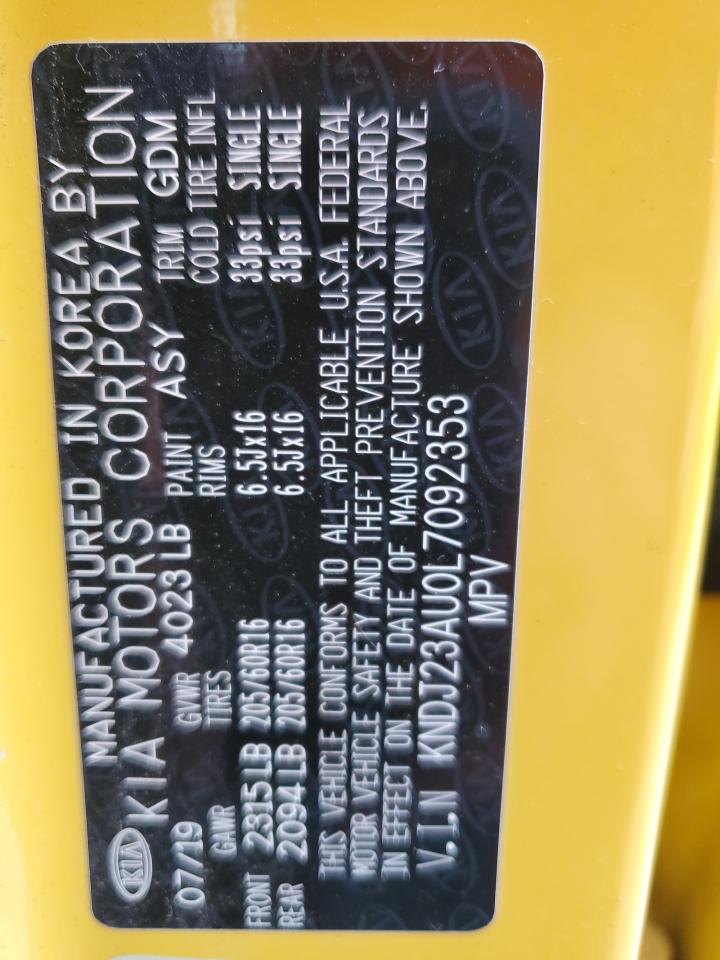 MANUFACTURED IN KOREA BY
KIA KIA MOTORS CORPORATION
07/19 GVWR 4023 LB PAINT ASY TRIM GDM
GAWR TIRES RIMS COLD TIRE INFL
FRONT 2315 LB 205/60R16 6.5Jx16 33psi SINGLE
REAR 2094 LB 205/60R16 6.5Jx16 33psi SINGLE
THIS VEHICLE CONFORMS TO ALL APPLICABLE U.S.A. FEDERAL
MOTOR VEHICLE SAFETY AND THEFT PREVENTION STANDARDS
IN EFFECT ON THE DATE OF MANUFACTURE SHOWN ABOVE.
V.I.N KNDJ23AU0L7092353
MPV